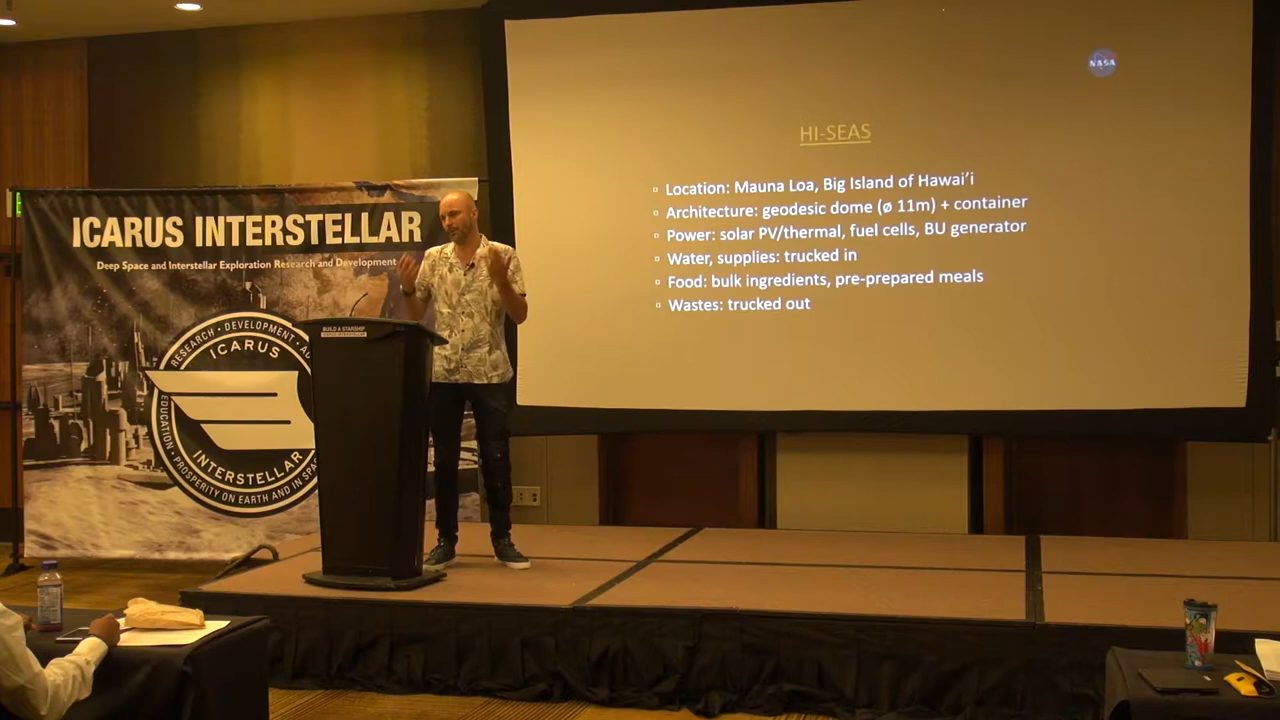 NASA
HI-SEAS
▫ Location: Mauna Loa, Big Island of Hawai’i
▫ Architecture: geodesic dome (ø 11m) + container
▫ Power: solar PV/thermal, fuel cells, BU generator
▫ Water, supplies: trucked in
▫ Food: bulk ingredients, pre-prepared meals
▫ Wastes: trucked out
ICARUS INTERSTELLAR
Deep Space and Interstellar Exploration Research and Development
RESEARCH • DEVELOPMENT •
ICARUS
INTERSTELLAR
EDUCATION • PROSPERITY ON EARTH AND IN
BUILD A STARSHIP